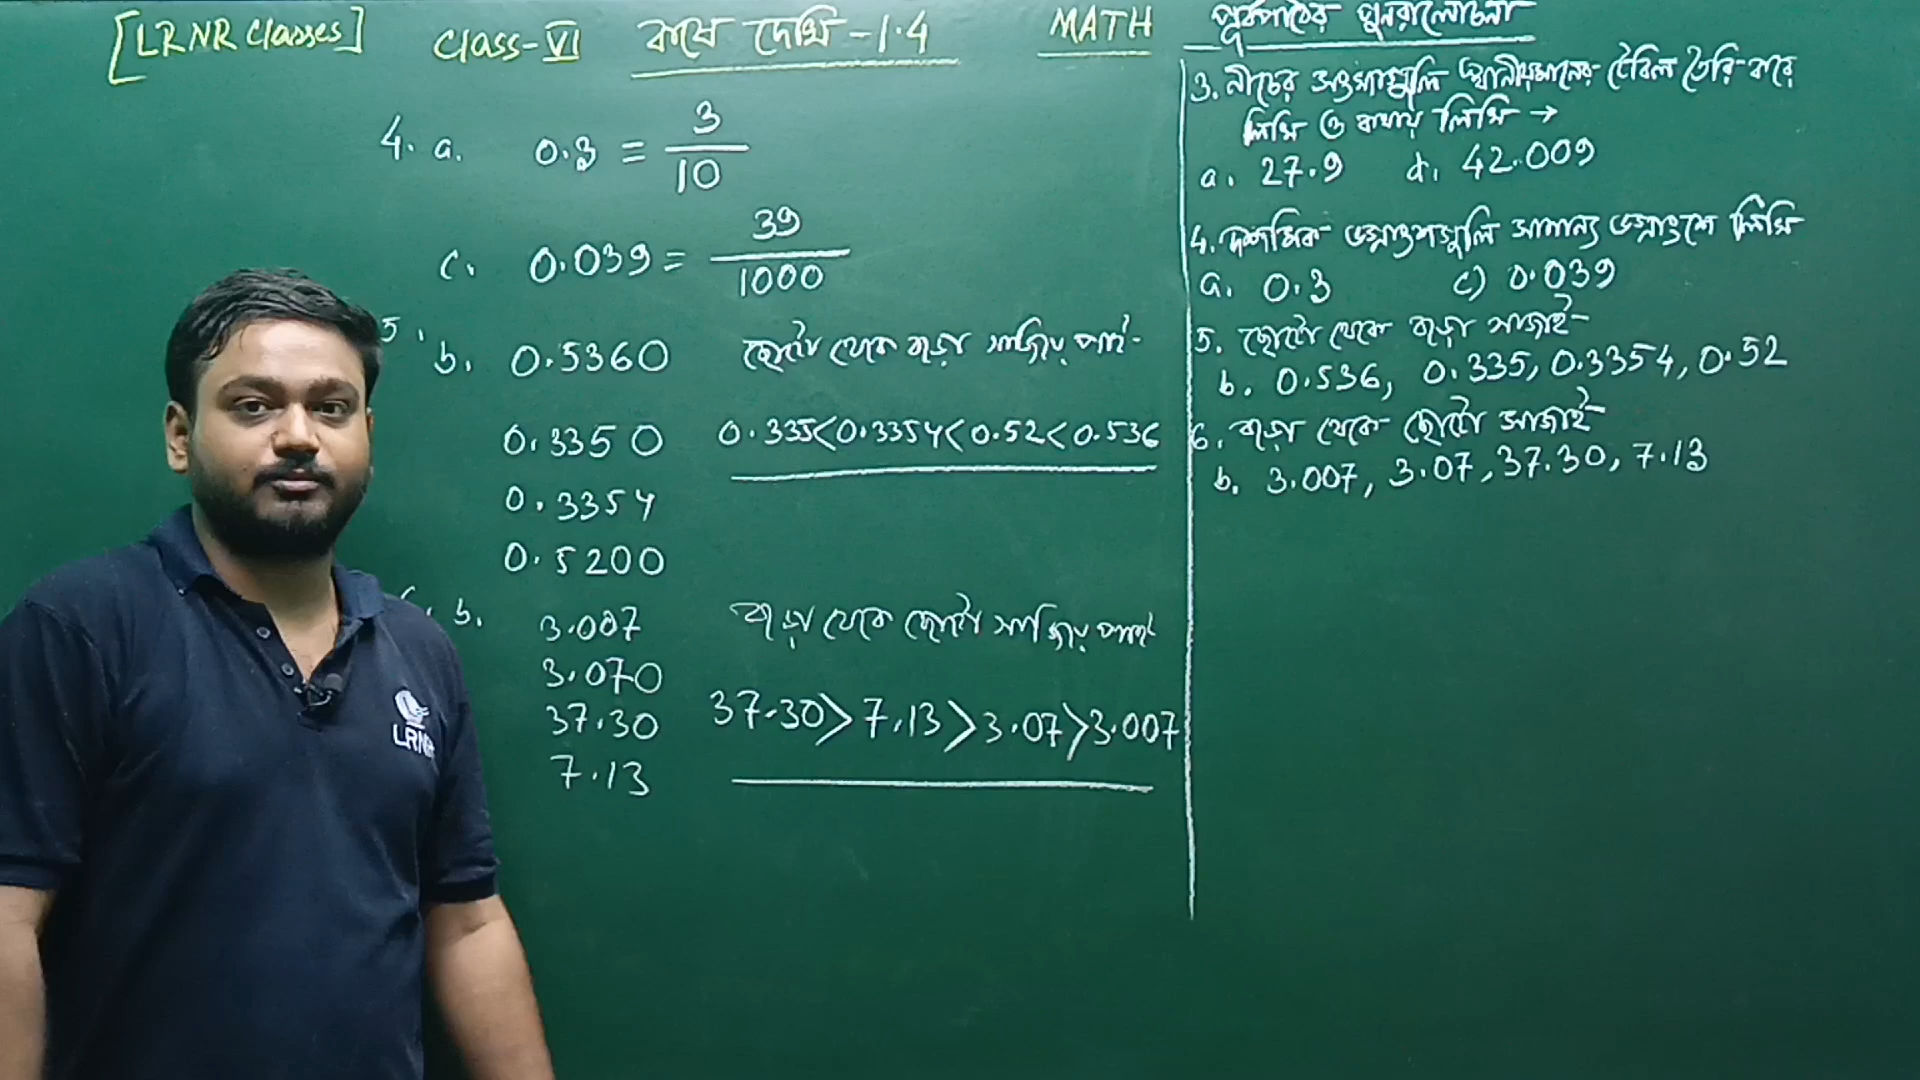 [LRNR Classes] Class-VI কষে দেখি-1.4 MATH
4. a. 0.3 = 3/10
c. 0.039 = 39/1000
5. b. 0.5360 ছোটো থেকে বড়ো সাজিয়ে পাই-
0.3350 0.335<0.3354<0.52<0.536
0.3354
0.5200
b. 3.007 বড়ো থেকে ছোটো সাজিয়ে পাই
3.070
37.30 37.30>7.13>3.07>3.007
7.13
LRNR
পূর্বপাঠের পুনরালোচনা
3. নীচের সংখ্যাগুলি স্থানীয়মানের টেবিল তৈরি করে
লিখি ও কথায় লিখি →
a. 27.9 d. 42.009
4. দশমিক ভগ্নাংশগুলি সামান্য ভগ্নাংশে লিখি
a. 0.3 c) 0.039
5. ছোটো থেকে বড়ো সাজাই-
b. 0.536, 0.335, 0.3354, 0.52
6. বড়ো থেকে ছোটো সাজাই-
b. 3.007, 3.07, 37.30, 7.13